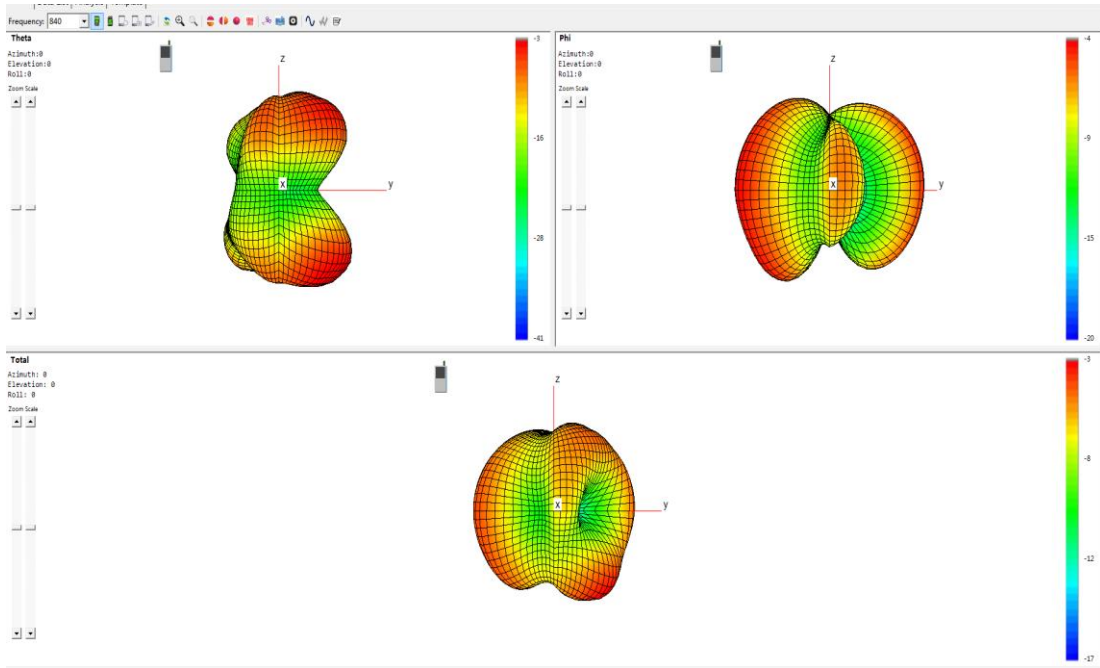 Frequency: 840
Theta
Azimuth:0
Elevation:0
Roll:0
Zoom Scale
z
x
y
-3
-16
-28
-41
Phi
Azimuth:0
Elevation:0
Roll:0
Zoom Scale
z
x
y
-4
-9
-15
-20
Total
Azimuth: 0
Elevation: 0
Roll: 0
Zoom Scale
z
x
y
-3
-8
-12
-17